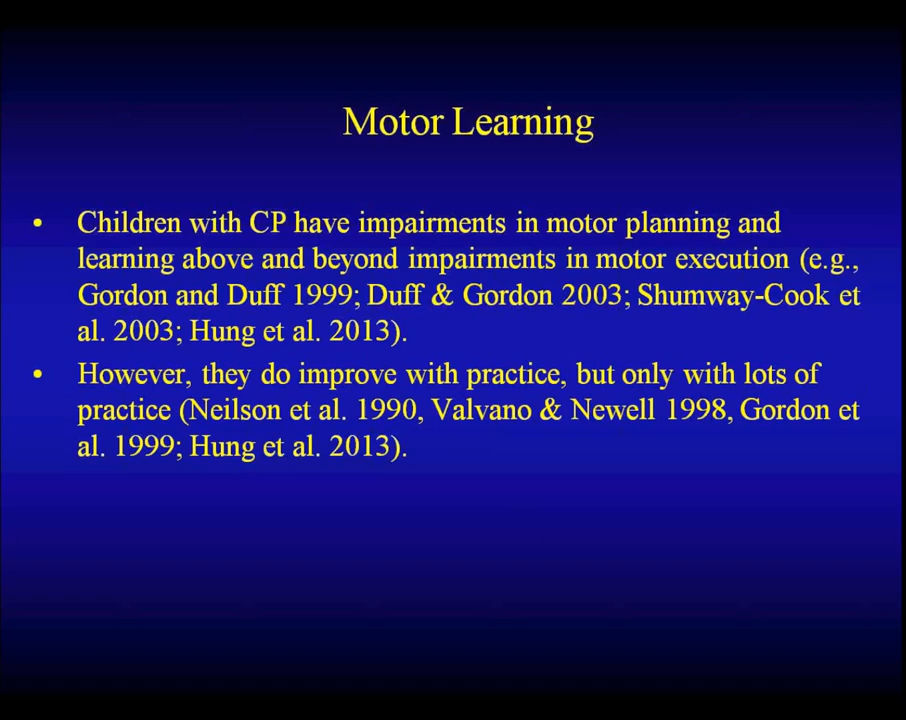 Motor Learning
• Children with CP have impairments in motor planning and
learning above and beyond impairments in motor execution (e.g.,
Gordon and Duff 1999; Duff & Gordon 2003; Shumway-Cook et
al. 2003; Hung et al. 2013).
• However, they do improve with practice, but only with lots of
practice (Neilson et al. 1990, Valvano & Newell 1998, Gordon et
al. 1999; Hung et al. 2013).